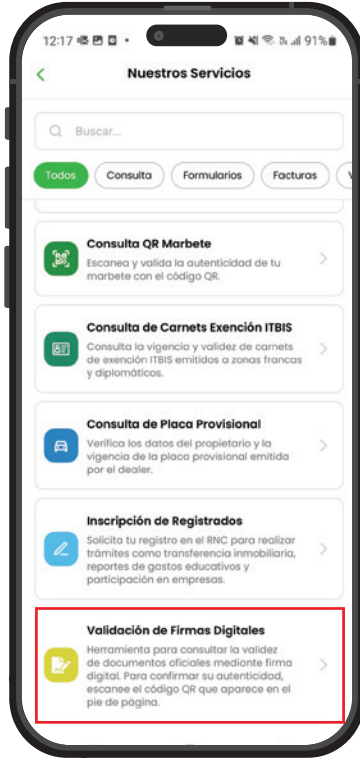 12:17
91%
Nuestros Servicios
Buscar...
Todos Consulta Formularios Facturas
Consulta QR Marbete
Escanea y valida la autenticidad de tu
marbete con el código QR.
Consulta de Carnets Exención ITBIS
Consulta la vigencia y validez de carnets
de exención ITBIS emitidos a zonas francas
y diplomáticos.
Consulta de Placa Provisional
Verifica los datos del propietario y la
vigencia de la placa provisional emitida
por el dealer.
Inscripción de Registrados
Solicita tu registro en el RNC para realizar
trámites como transferencia inmobiliaria,
reportes de gastos educativos y
participación en empresas.
Validación de Firmas Digitales
Herramienta para consultar la validez
de documentos oficiales mediante firma
digital. Para confirmar su autenticidad,
escanee el código QR que aparece en el
pie de página.